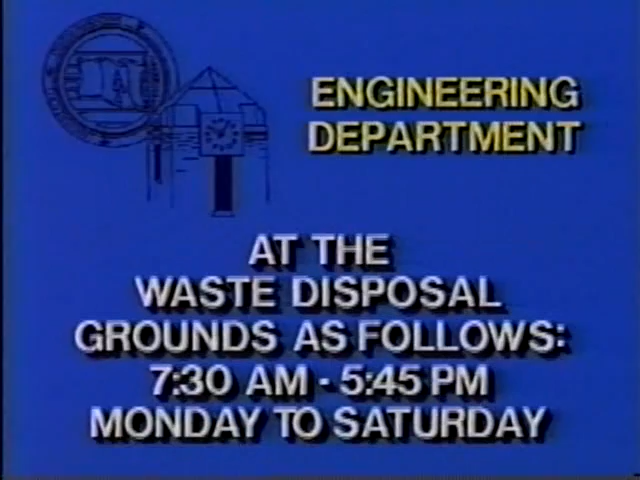 ENGINEERING
DEPARTMENT
AT THE
WASTE DISPOSAL
GROUNDS AS FOLLOWS:
7:30 AM - 5:45 PM
MONDAY TO SATURDAY